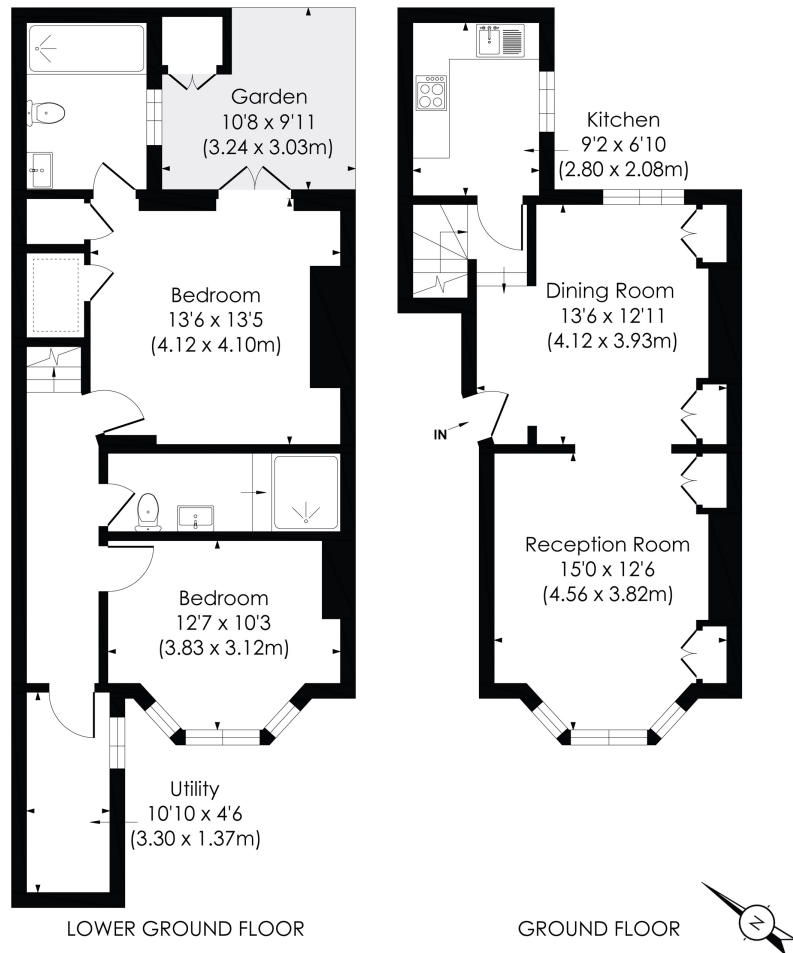 Garden
10'8 x 9'11
(3.24 x 3.03m)
Kitchen
9'2 x 6'10
(2.80 x 2.08m)
Bedroom
13'6 x 13'5
(4.12 x 4.10m)
Dining Room
13'6 x 12'11
(4.12 x 3.93m)
IN
Reception Room
15'0 x 12'6
(4.56 x 3.82m)
Bedroom
12'7 x 10'3
(3.83 x 3.12m)
Utility
10'10 x 4'6
(3.30 x 1.37m)
LOWER GROUND FLOOR
GROUND FLOOR
N